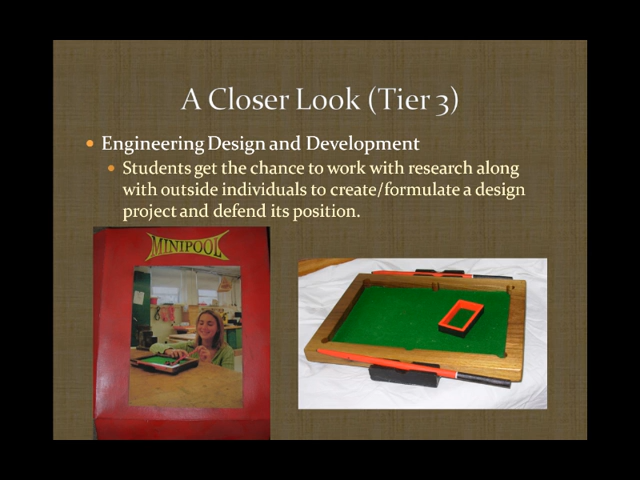 A Closer Look (Tier 3)
Engineering Design and Development
Students get the chance to work with research along
with outside individuals to create/formulate a design
project and defend its position.
MINIPOOL